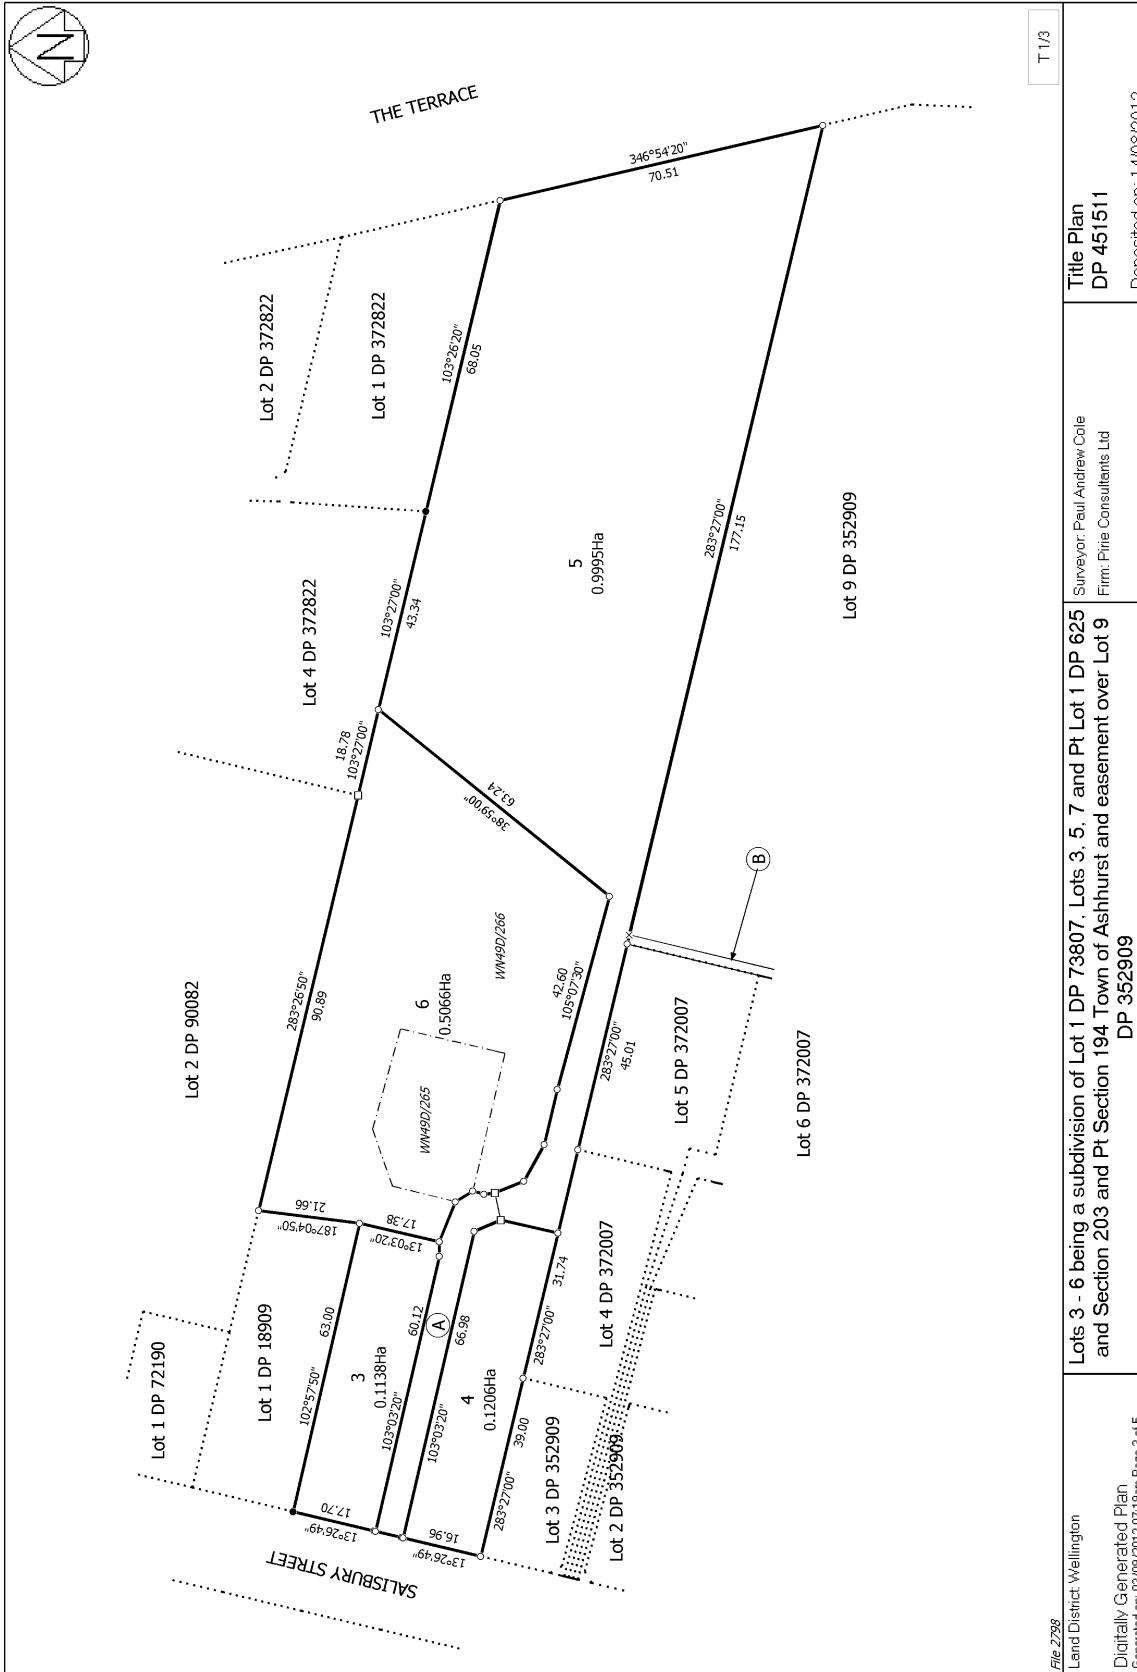 N
T 1/3
THE TERRACE
346°54'20"
70.51
Lot 2 DP 372822
Lot 1 DP 372822
103°26'20"
68.05
Lot 4 DP 372822
103°27'00"
43.34
18.78
103°27'00"
5
0.9995Ha
283°27'00"
177.15
Lot 9 DP 352909
63.24
38°59'00"
B
Lot 2 DP 90082
283°26'50"
90.89
6
0.5066Ha
WN49D/266
WN49D/265
42.60
105°07'30"
283°27'00"
45.01
Lot 5 DP 372007
Lot 6 DP 372007
21.66
187°04'50"
17.38
13°03'20"
Lot 1 DP 72190
Lot 1 DP 18909
102°57'50"
63.00
3
0.1138Ha
103°03'20"
60.12
A
103°03'20"
66.98
4
0.1206Ha
283°27'00"
31.74
Lot 4 DP 372007
283°27'00"
39.00
Lot 3 DP 352909
Lot 2 DP 352909
17.70
13°26'49"
16.96
13°26'49"
SALISBURY STREET
File 2798
Land District: Wellington
Digitally Generated Plan
Lots 3 - 6 being a subdivision of Lot 1 DP 73807, Lots 3, 5, 7 and Pt Lot 1 DP 625
and Section 203 and Pt Section 194 Town of Ashhurst and easement over Lot 9
DP 352909
Surveyor: Paul Andrew Cole
Firm: Pirie Consultants Ltd
Title Plan
DP 451511
Deposited on: